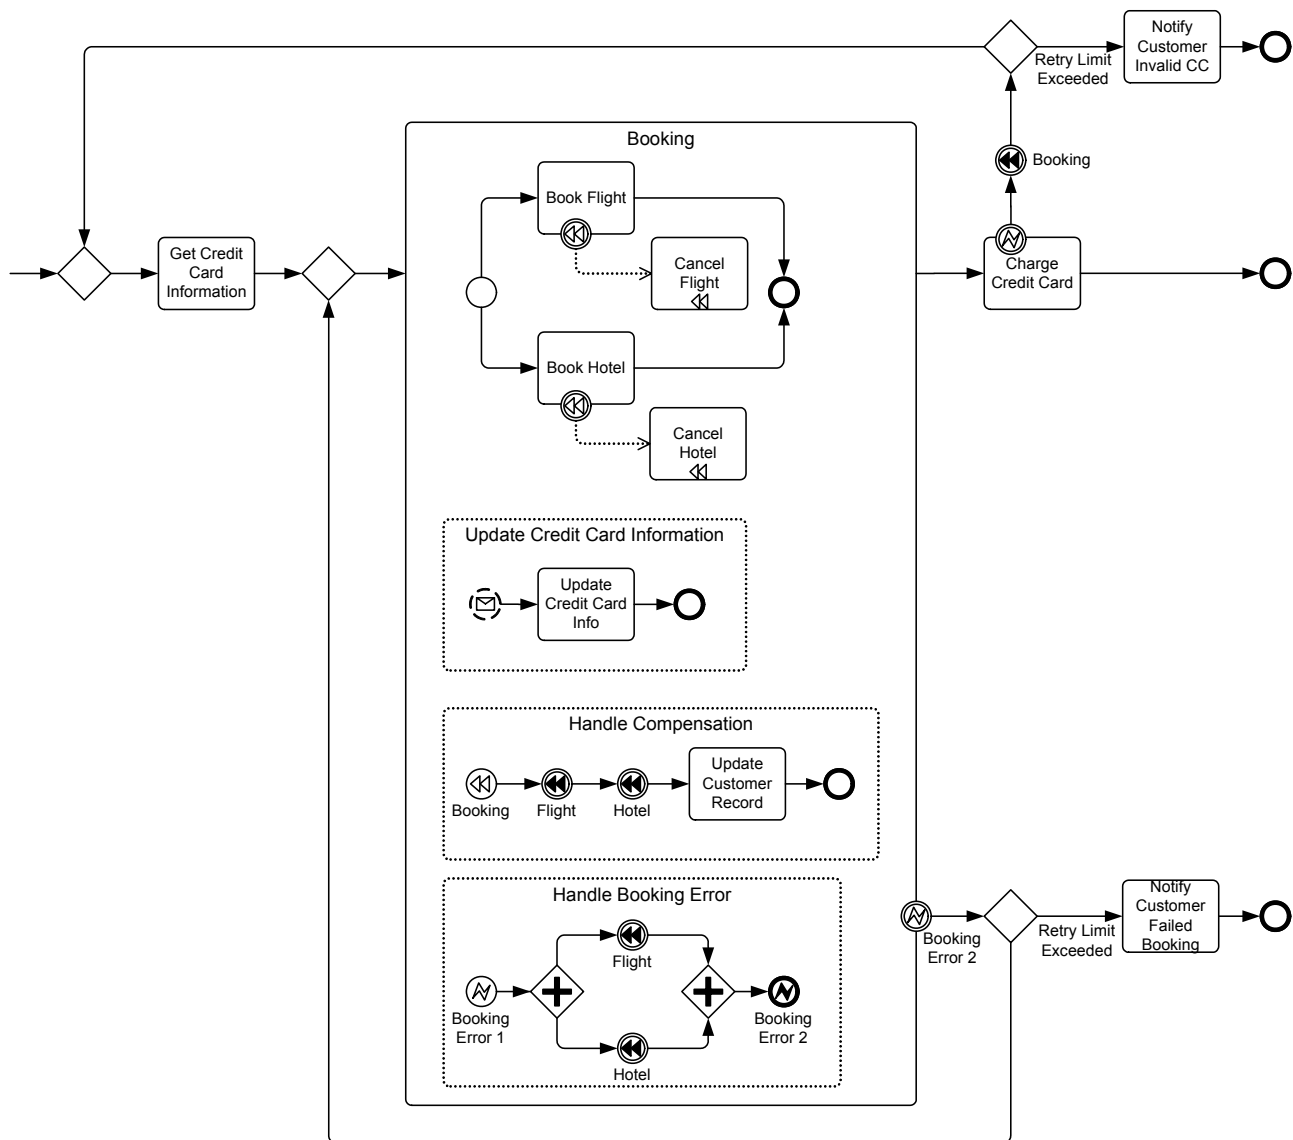 Notify
Customer
Invalid CC
Retry Limit
Exceeded
Booking
Booking
Book Flight
Get Credit
Card
Information
Cancel
Flight
Charge
Credit Card
Book Hotel
Cancel
Hotel
Update Credit Card Information
Update
Credit Card
Info
Handle Compensation
Update
Customer
Record
Booking
Flight
Hotel
Handle Booking Error
Notify
Customer
Failed
Booking
Retry Limit
Exceeded
Booking
Error 2
Flight
Booking
Error 1
Booking
Error 2
Hotel